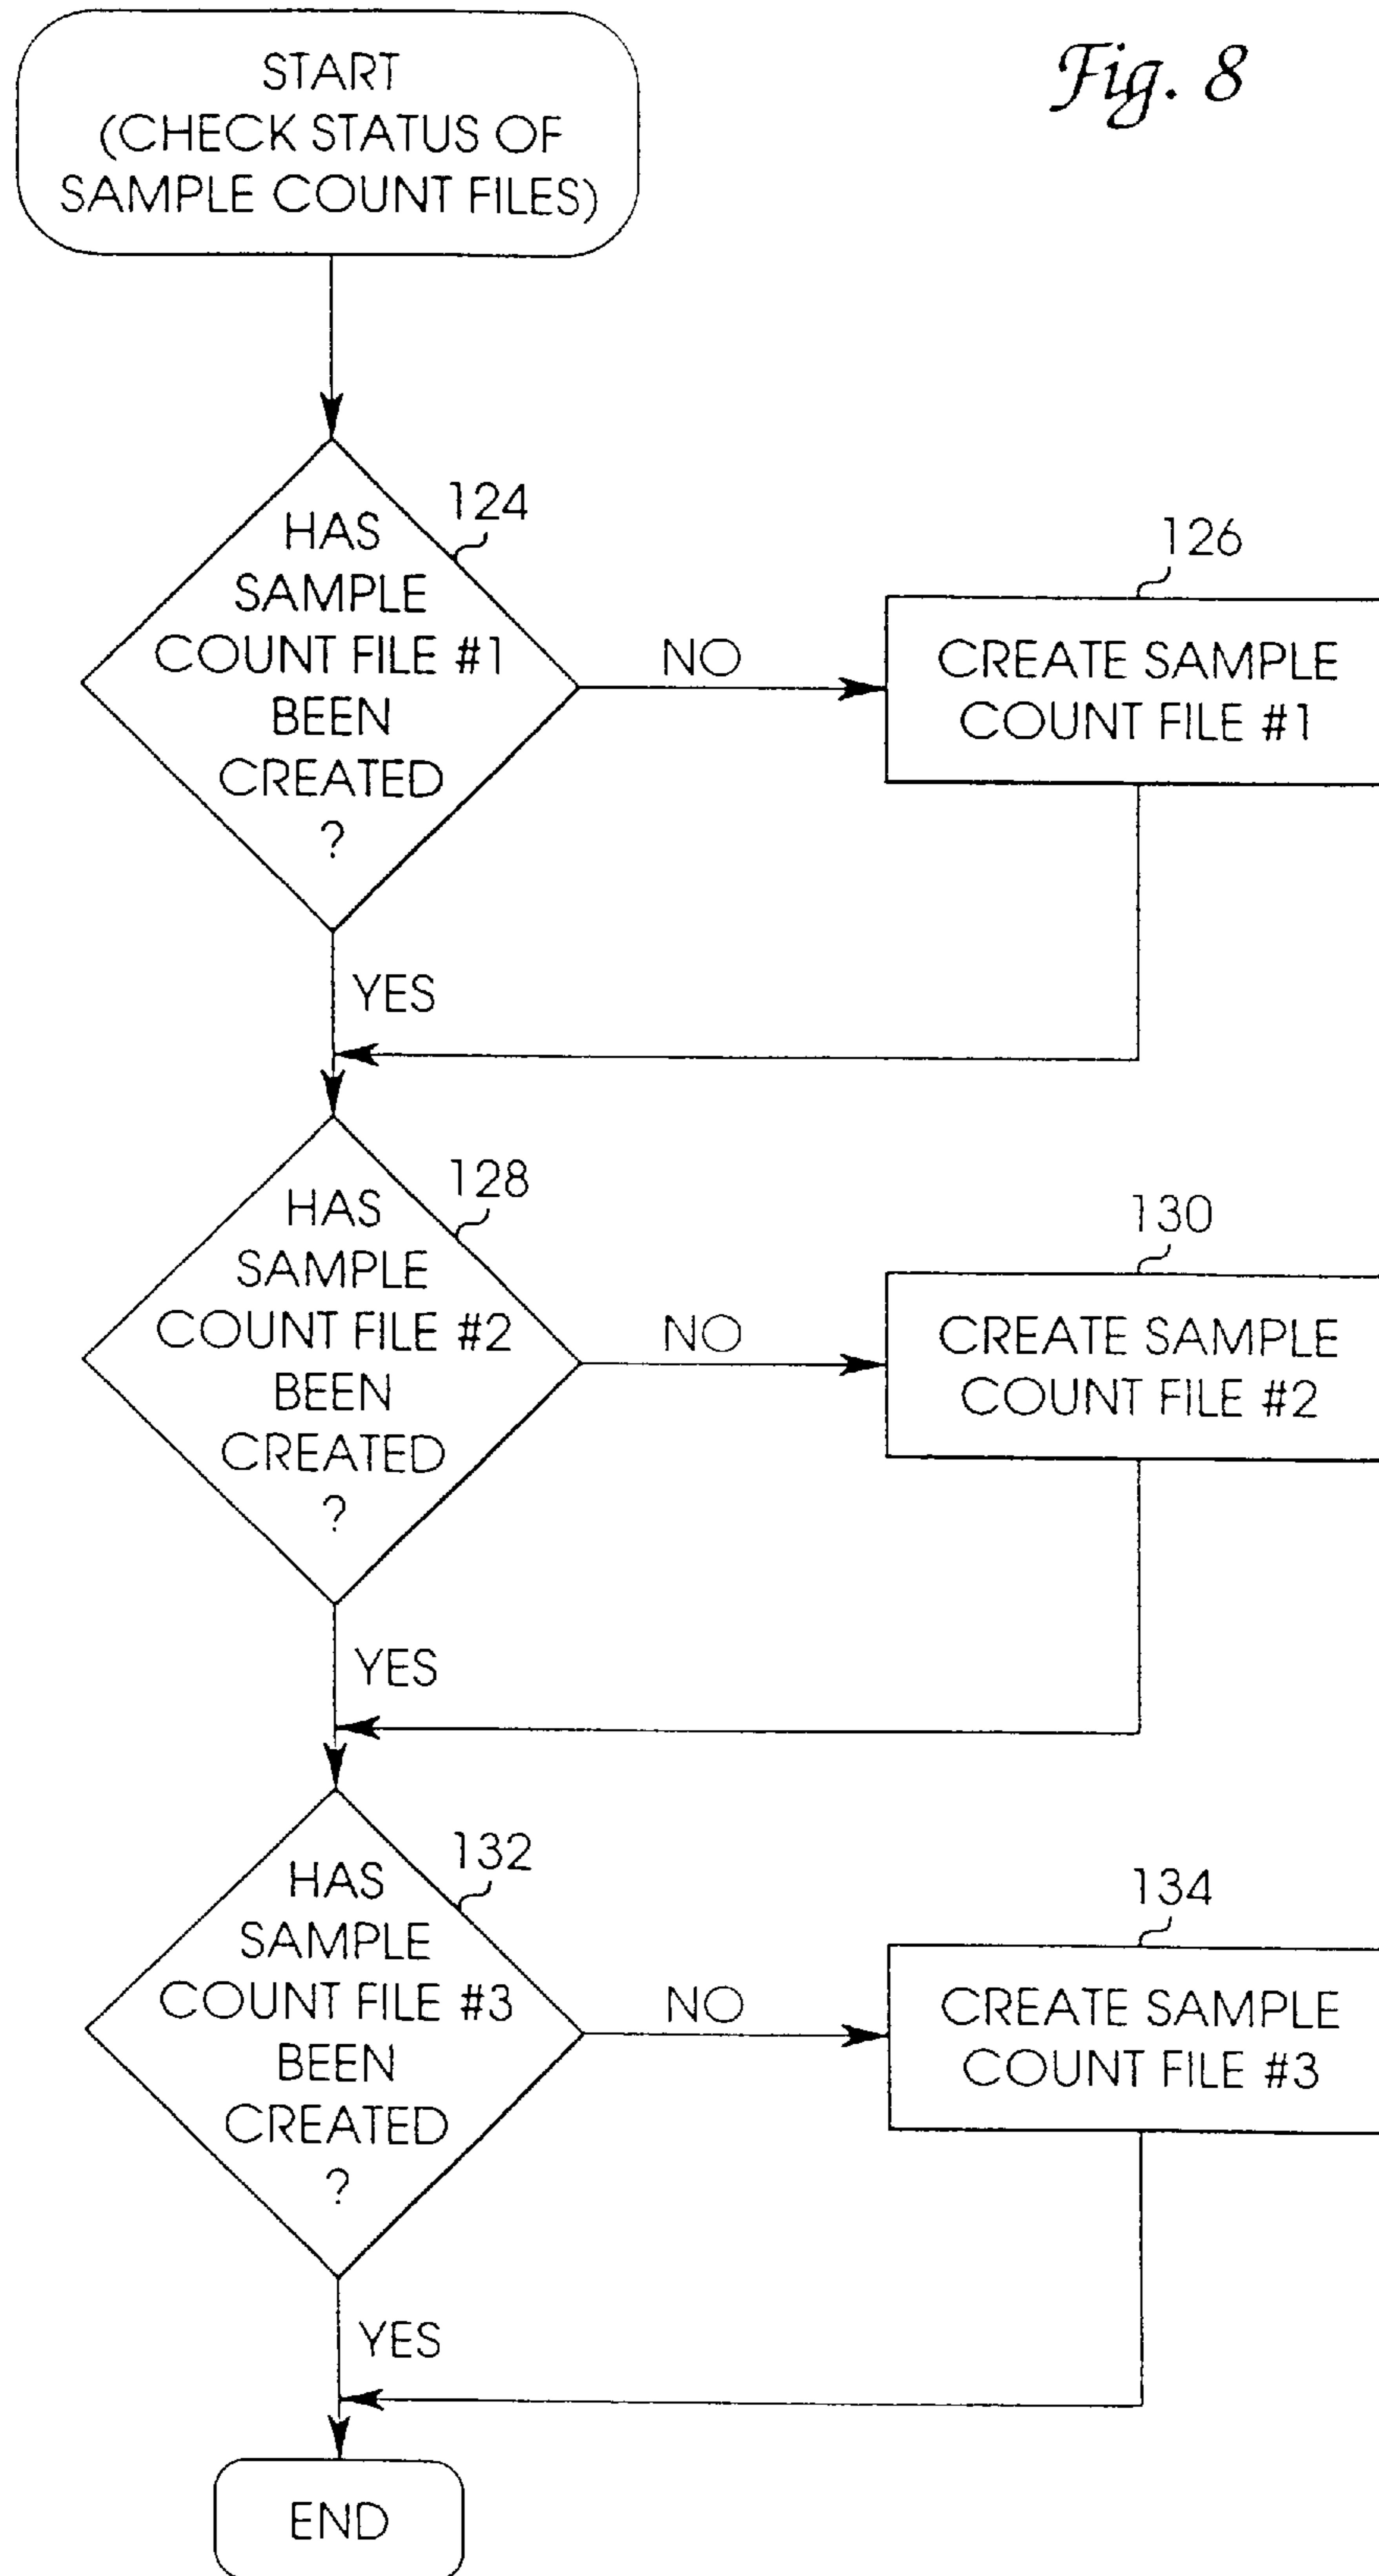 Fig. 8
START
(CHECK STATUS OF
SAMPLE COUNT FILES)
124
HAS
SAMPLE
COUNT FILE #1
BEEN
CREATED
?
NO
126
CREATE SAMPLE
COUNT FILE #1
YES
128
HAS
SAMPLE
COUNT FILE #2
BEEN
CREATED
?
NO
130
CREATE SAMPLE
COUNT FILE #2
YES
132
HAS
SAMPLE
COUNT FILE #3
BEEN
CREATED
?
NO
134
CREATE SAMPLE
COUNT FILE #3
YES
END